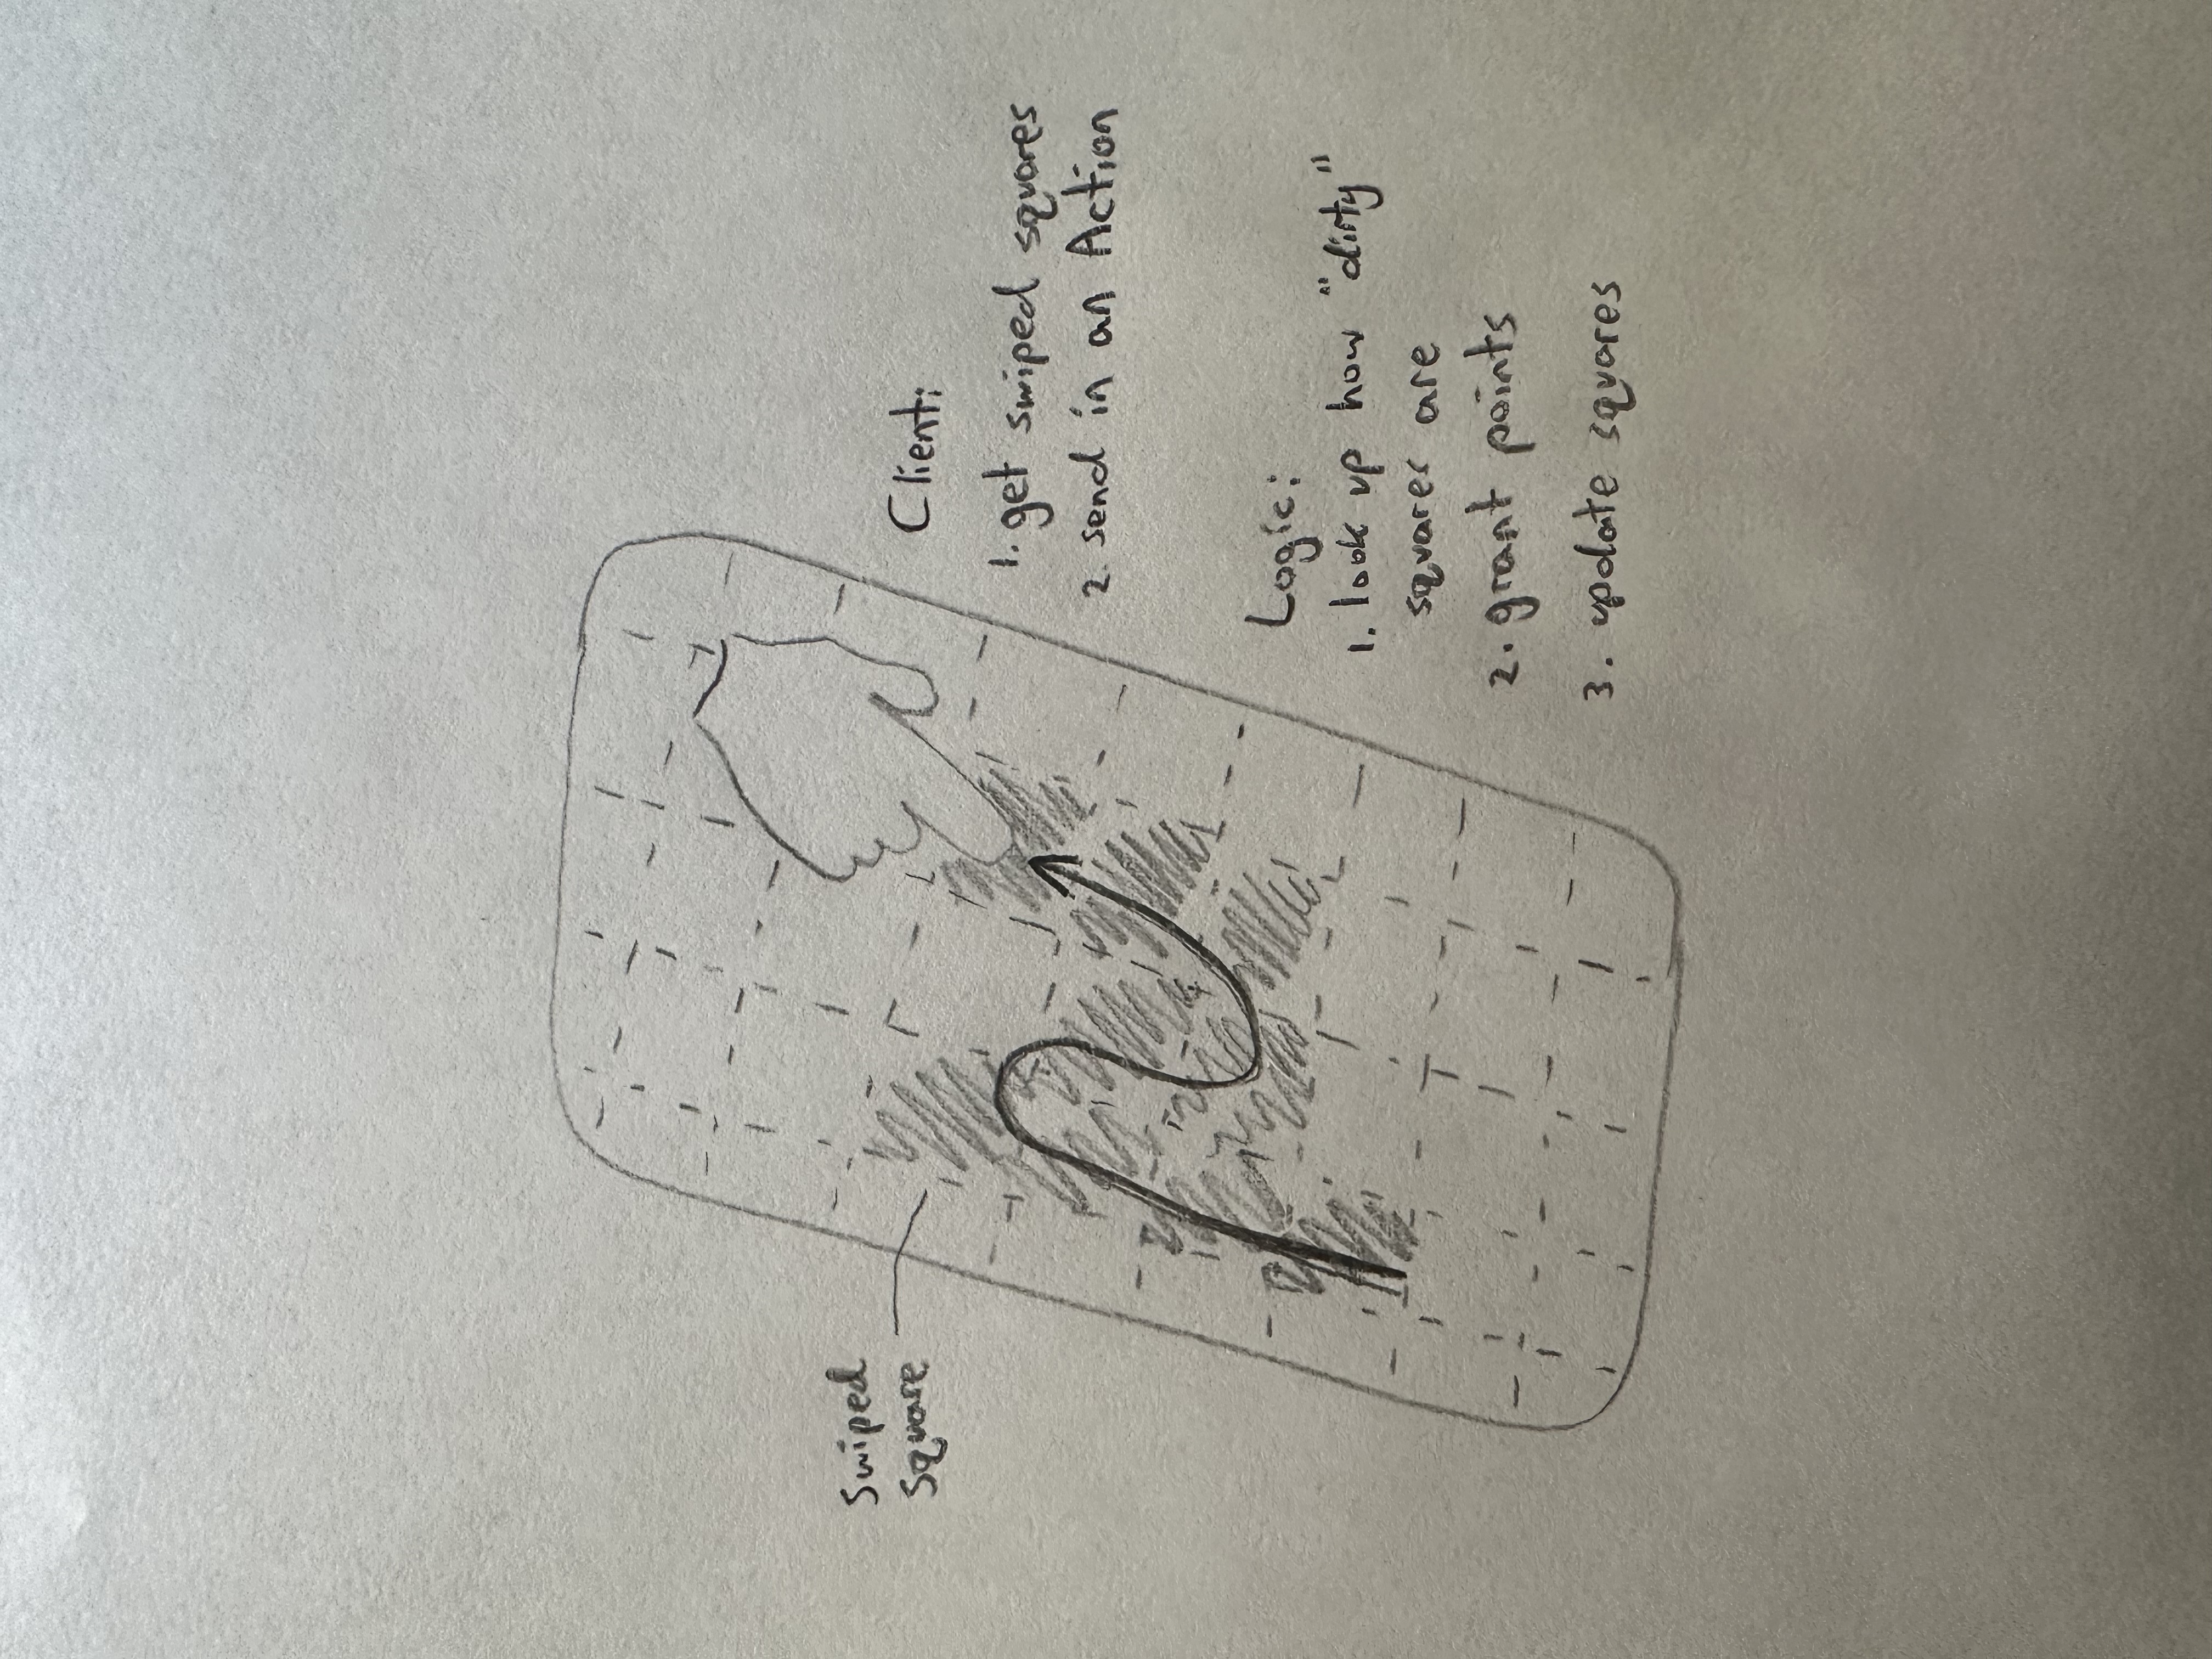 Swiped
square
Client:
1. get swiped squares
2. send in an Action
Logic:
1. look up how "dirty"
squares are
2. grant points
3. update squares